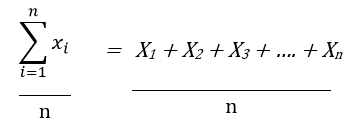 n
∑ xᵢ = X₁ + X₂ + X₃ + .... + Xₙ
i=1
n n